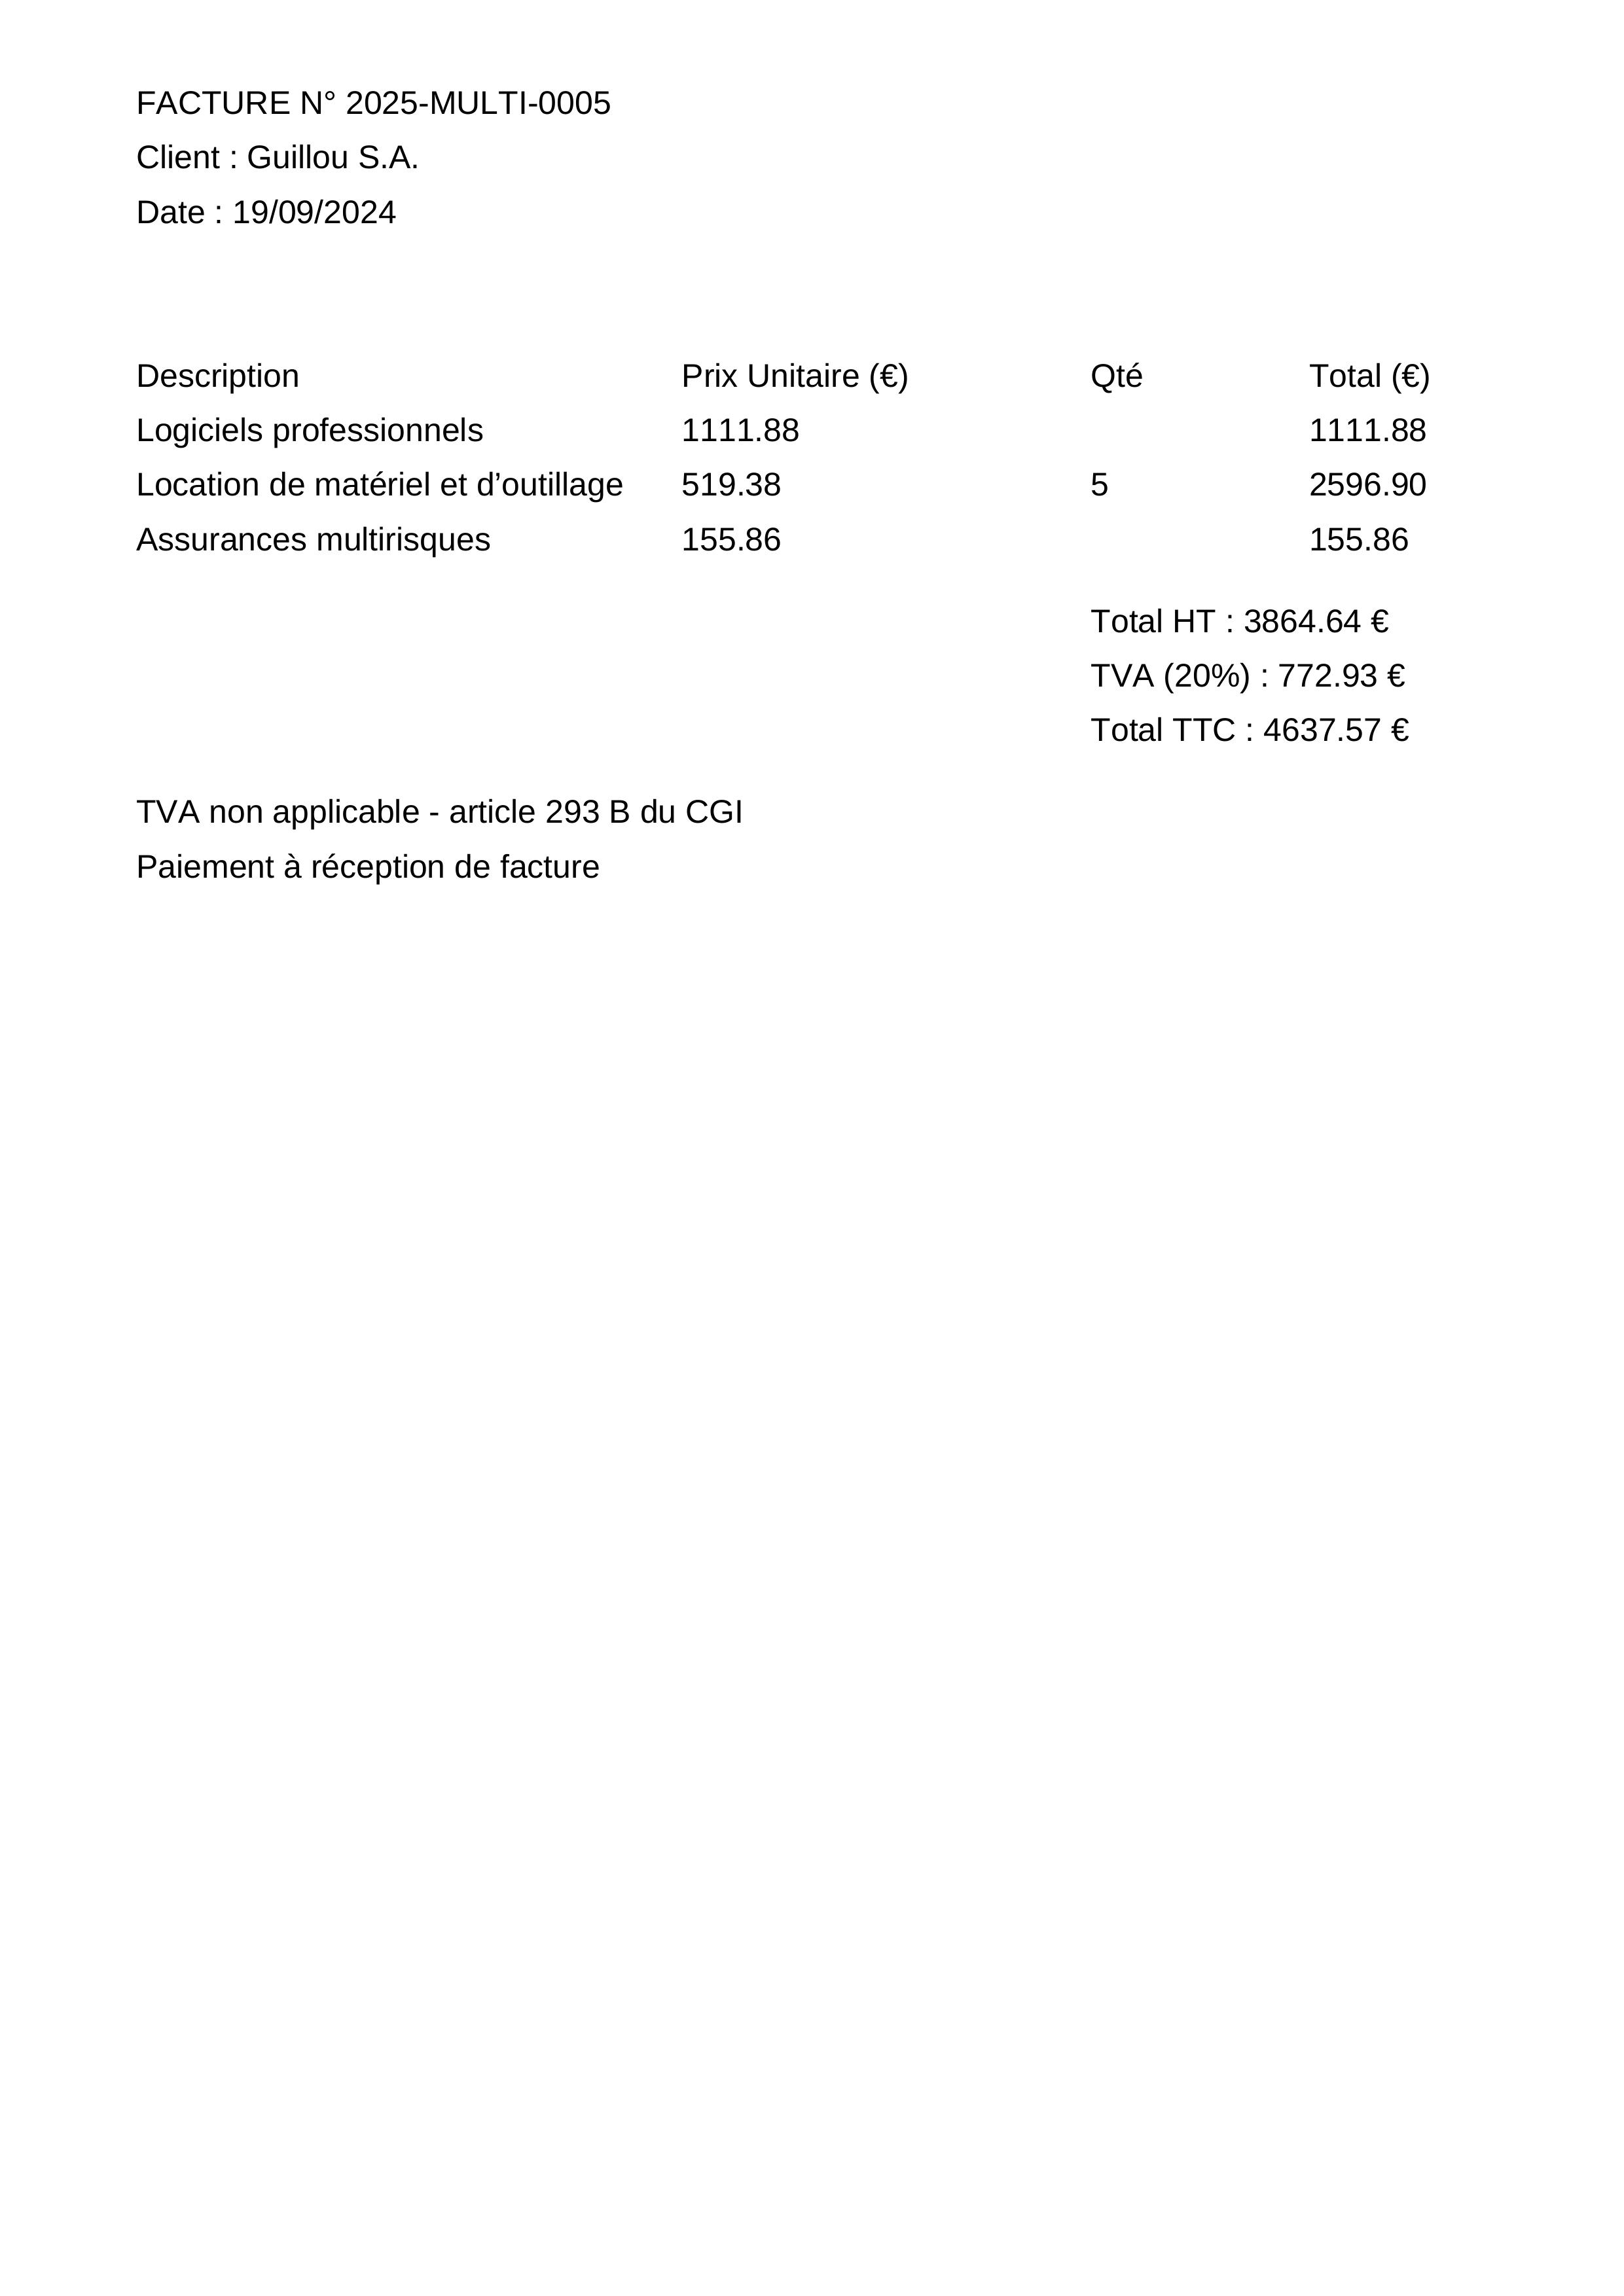 FACTURE N° 2025-MULTI-0005
Client : Guillou S.A.
Date : 19/09/2024
Description Prix Unitaire (€) Qté Total (€)
Logiciels professionnels 1111.88 1111.88
Location de matériel et d’outillage 519.38 5 2596.90
Assurances multirisques 155.86 155.86
Total HT : 3864.64 €
TVA (20%) : 772.93 €
Total TTC : 4637.57 €
TVA non applicable - article 293 B du CGI
Paiement à réception de facture